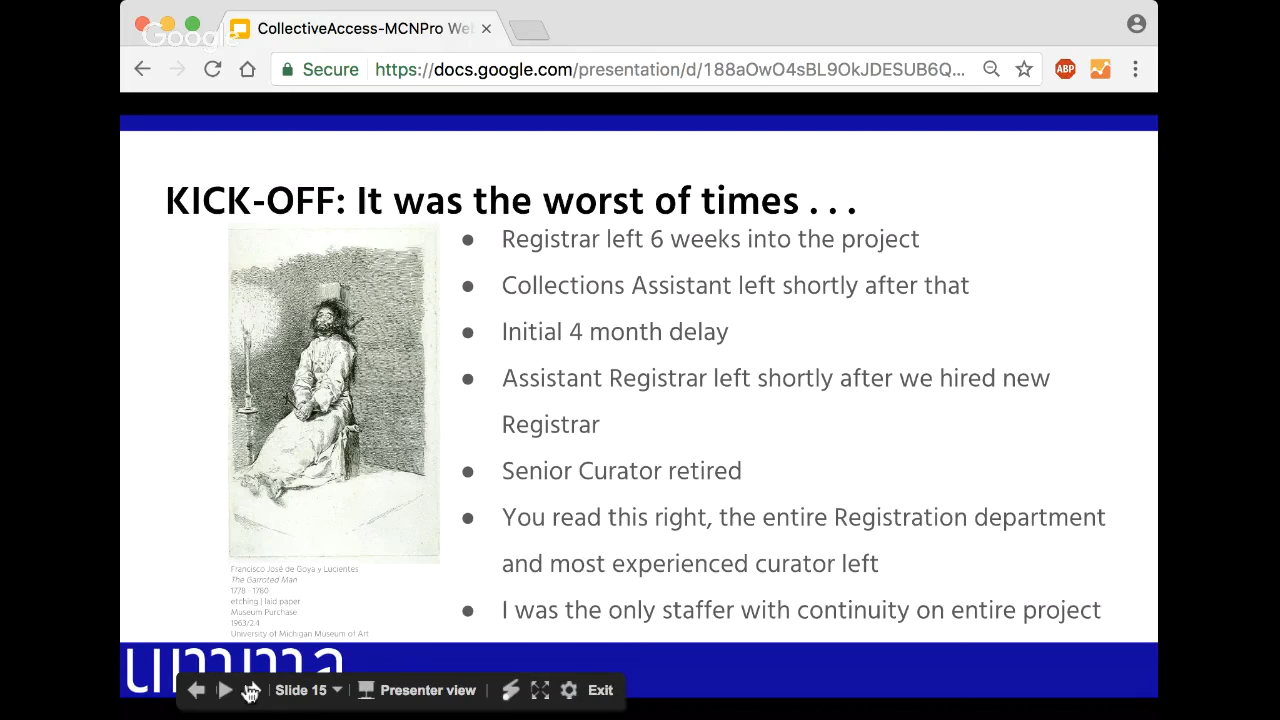 Google
CollectiveAccess-MCNPro We
Secure
https://docs.google.com/presentation/d/188aOwO4sBL9OkJDESUB6Q...
ABP
KICK-OFF: It was the worst of times . . .
● Registrar left 6 weeks into the project
● Collections Assistant left shortly after that
● Initial 4 month delay
● Assistant Registrar left shortly after we hired new
Registrar
● Senior Curator retired
● You read this right, the entire Registration department
and most experienced curator left
● I was the only staffer with continuity on entire project
Francisco José de Goya y Lucientes
The Garroted Man
1778 - 1780
etching | laid paper
Museum Purchase
1963/2.4
University of Michigan Museum of Art
umma
Slide 15
Presenter view
Exit